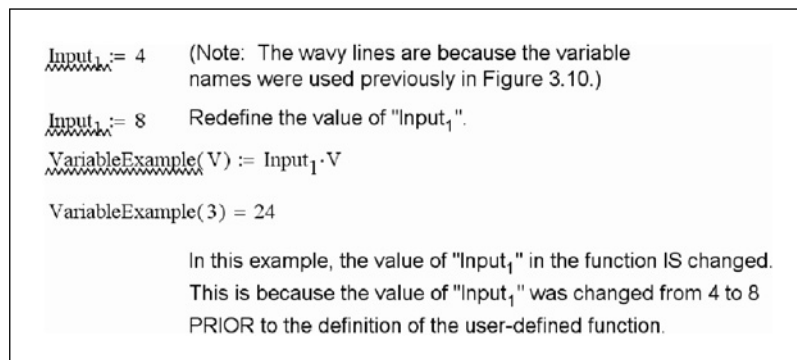 Input₁ := 4 (Note: The wavy lines are because the variable
names were used previously in Figure 3.10.)
Input₁ := 8 Redefine the value of "Input₁".
VariableExample(V) := Input₁·V
VariableExample(3) = 24
In this example, the value of "Input₁" in the function IS changed.
This is because the value of "Input₁" was changed from 4 to 8
PRIOR to the definition of the user-defined function.